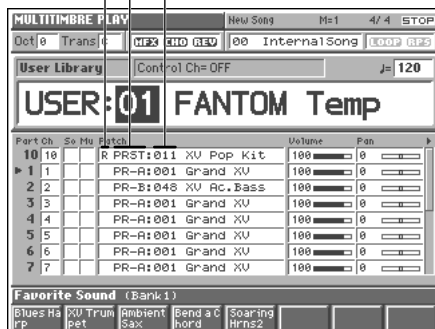 MULTITIMBRE PLAY New Song M=1 4/ 4 STOP
Oct 0 Trans C MFX CHO REV 00 InternalSong LOOP RPS
User Library Control Ch= OFF ♩= 120
USER:01 FANTOM Temp
Part Ch So Mu Patch Volume Pan
10 10 R PRST:011 XV Pop Kit 100 0
1 1 PR-A:001 Grand XV 100 0
2 2 PR-B:048 XV Ac.Bass 100 0
3 3 PR-A:001 Grand XV 100 0
4 4 PR-A:001 Grand XV 100 0
5 5 PR-A:001 Grand XV 100 0
6 6 PR-A:001 Grand XV 100 0
7 7 PR-A:001 Grand XV 100 0
Favorite Sound (Bank1)
Blues Ha XV Trum Ambient Bend a C Soaring
rp pet Sax hord Hrns2